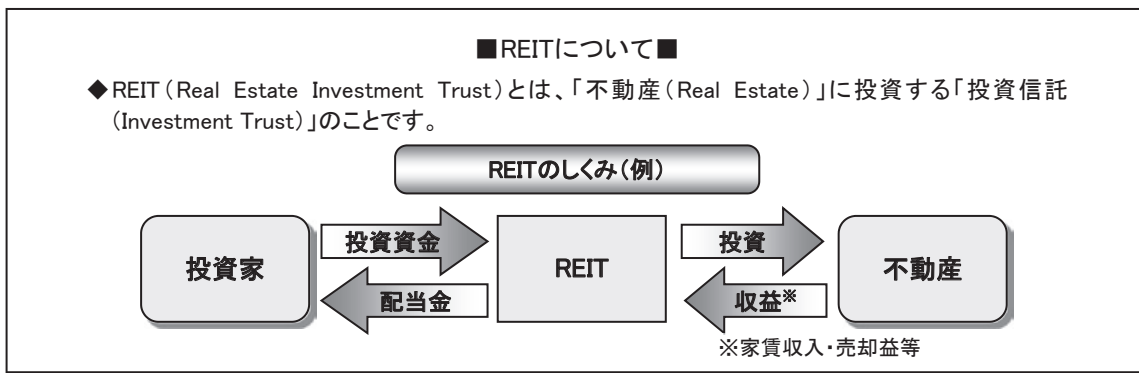 ■REITについて■
◆REIT(Real Estate Investment Trust)とは、「不動産(Real Estate)」に投資する「投資信託
(Investment Trust)」のことです。
REITのしくみ(例)
投資家
投資資金
配当金
REIT
投資
収益※
不動産
※家賃収入・売却益等